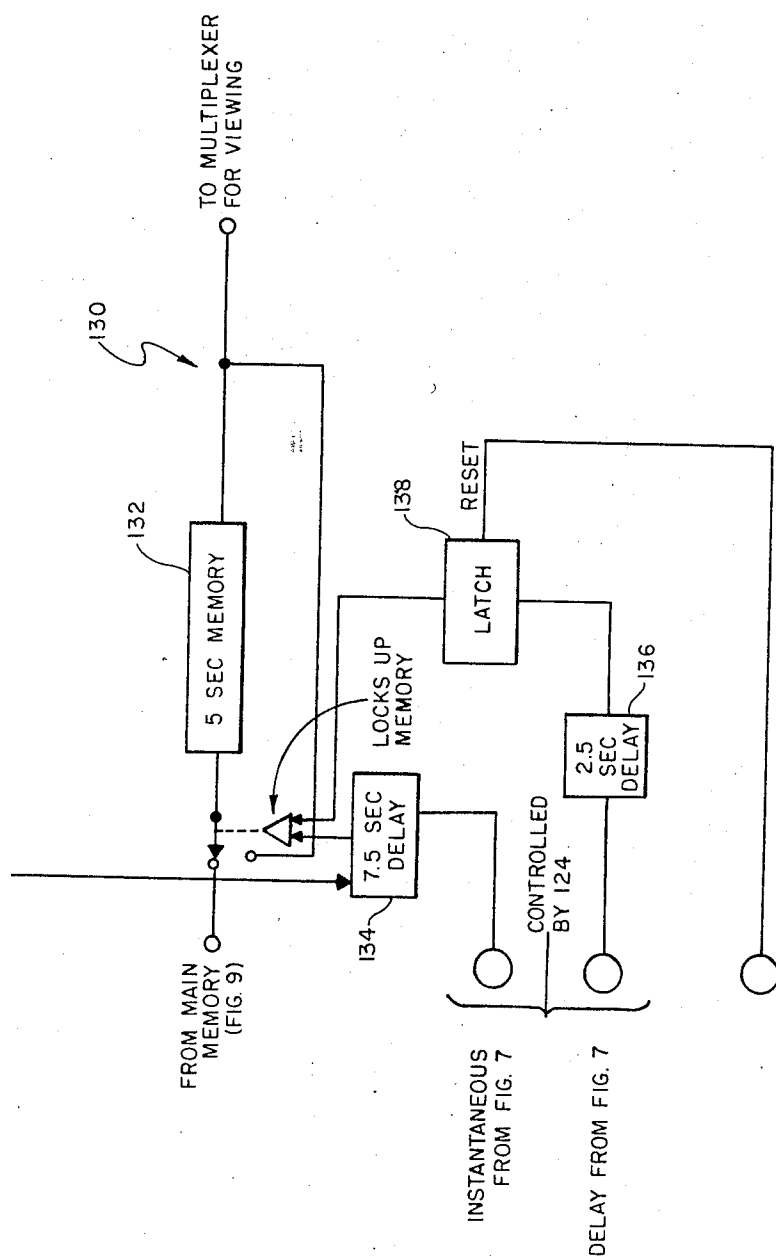 TO MULTIPLEXER
FOR VIEWING
130
132
5 SEC MEMORY
138
RESET
LATCH
LOCKS UP
MEMORY
136
2.5
SEC
DELAY
7.5 SEC
DELAY
134
FROM MAIN
MEMORY
(FIG. 9)
CONTROLLED
BY 124
INSTANTANEOUS
FROM FIG. 7
DELAY FROM FIG. 7